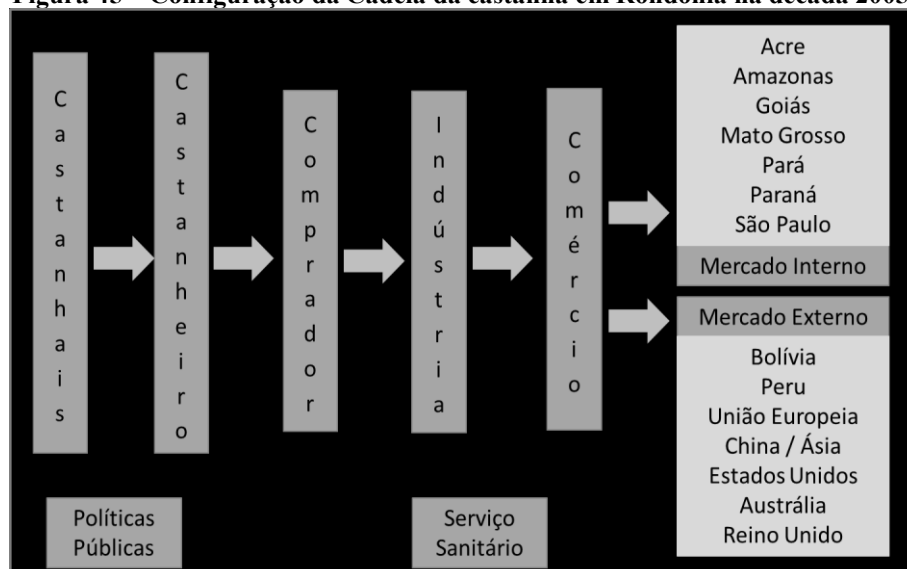 Figura 43 – Configuração da Cadeia da castanha em Rondônia na década 2005
Castanhais
Castanheiro
Comprador
Indústria
Comércio
Acre
Amazonas
Goiás
Mato Grosso
Pará
Paraná
São Paulo
Mercado Interno
Mercado Externo
Bolívia
Peru
União Europeia
China / Ásia
Estados Unidos
Austrália
Reino Unido
Políticas
Públicas
Serviço
Sanitário